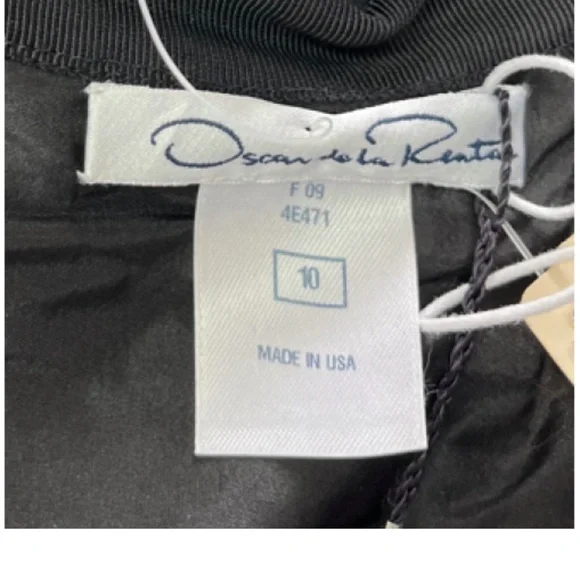 Oscar de la Renta
F 09
4E471
10
MADE IN USA